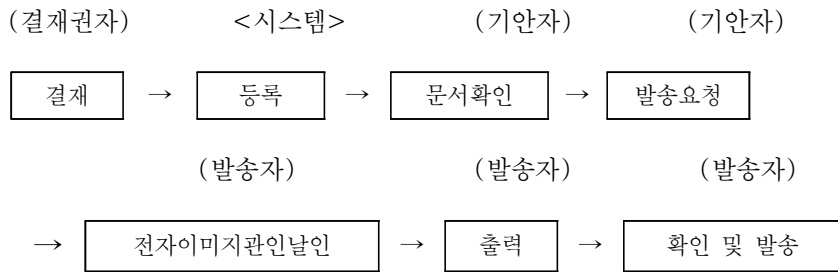 (결재권자) <시스템> (기안자) (기안자)
결재 → 등록 → 문서확인 → 발송요청
(발송자) (발송자) (발송자)
→ 전자이미지관인날인 → 출력 → 확인 및 발송